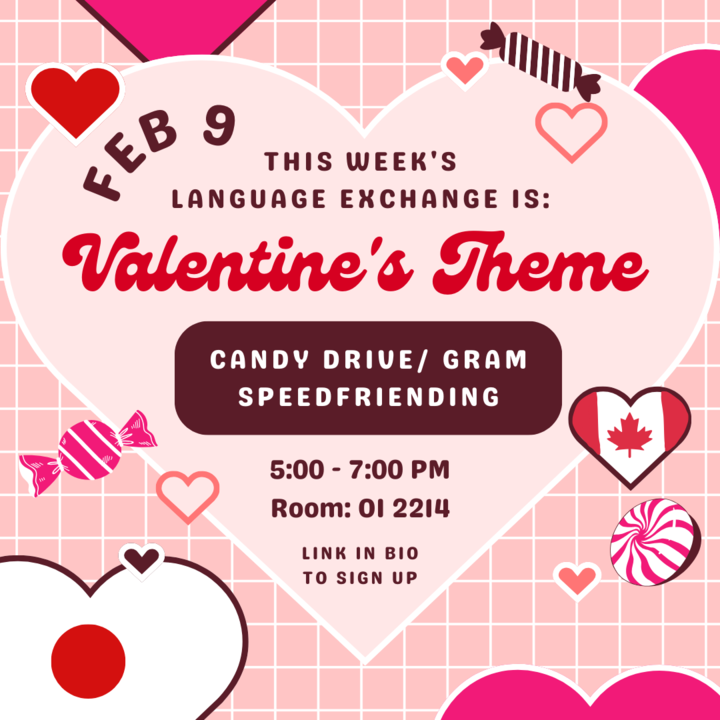 FEB 9
THIS WEEK'S
LANGUAGE EXCHANGE IS:
Valentine's Theme
CANDY DRIVE/ GRAM
SPEEDFRIENDING
5:00 - 7:00 PM
Room: OI 2214
LINK IN BIO
TO SIGN UP